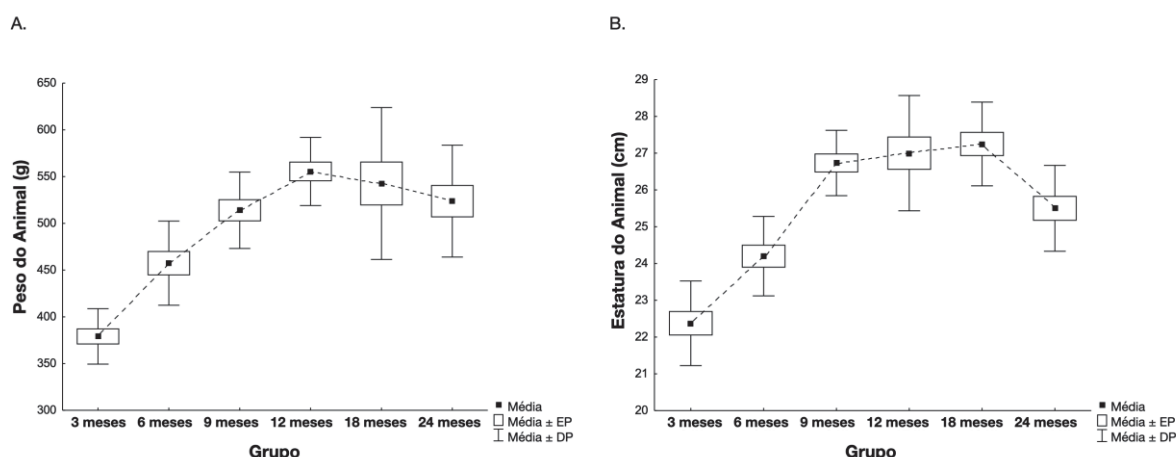 A.
Peso do Animal (g)
650
600
550
500
450
400
350
300
3 meses 6 meses 9 meses 12 meses 18 meses 24 meses
Grupo
Média
Média ± EP
Média ± DP
B.
Estatura do Animal (cm)
29
28
27
26
25
24
22
22
21
20
3 meses 6 meses 9 meses 12 meses 18 meses 24 meses
Grupo
Média
Média ± EP
Média ± DP